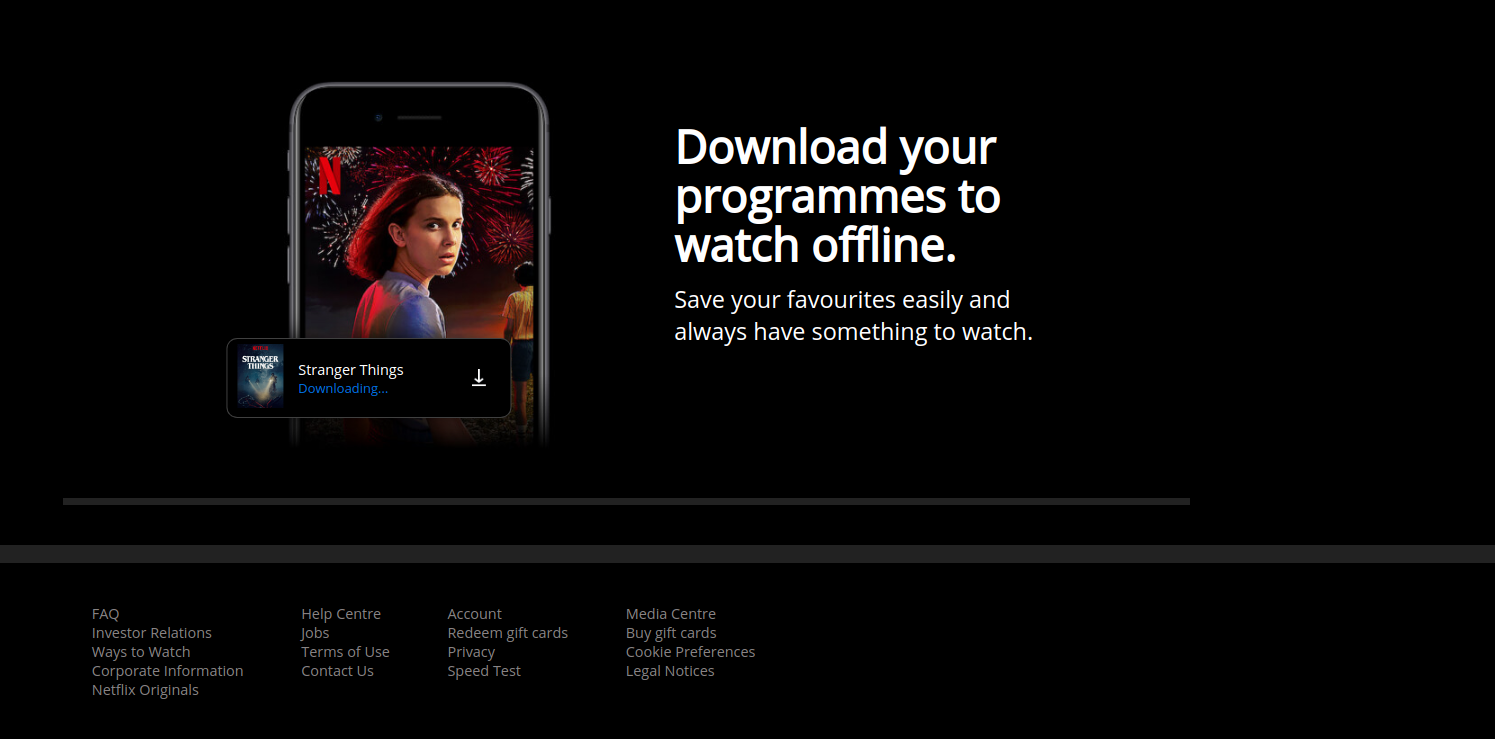 N
Download your
programmes to
watch offline.
Save your favourites easily and
always have something to watch.
STRANGER
THINGS
Stranger Things
Downloading...
FAQ
Investor Relations
Ways to Watch
Corporate Information
Netflix Originals
Help Centre
Jobs
Terms of Use
Contact Us
Account
Redeem gift cards
Privacy
Speed Test
Media Centre
Buy gift cards
Cookie Preferences
Legal Notices